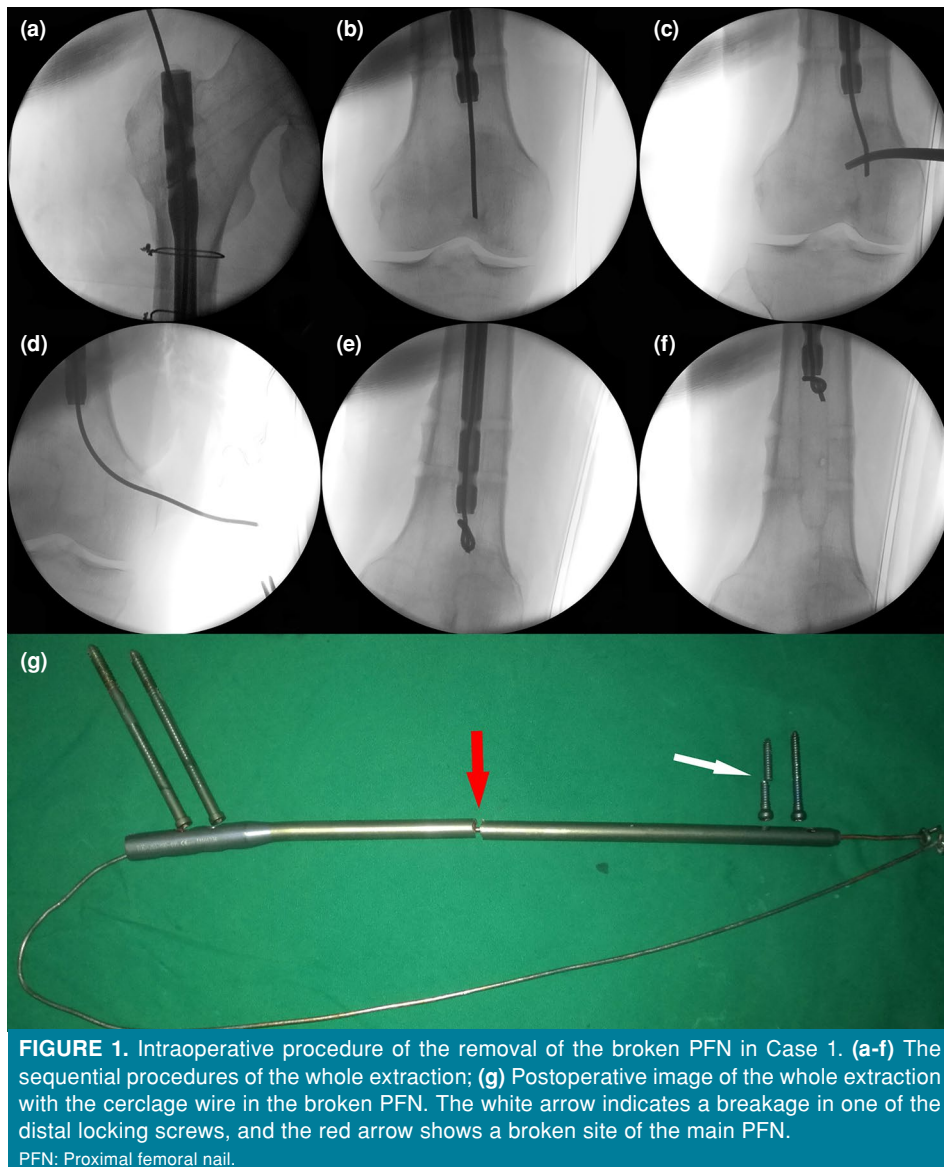 (a)
(b)
(c)
(d)
(e)
(f)
(g)
FIGURE 1. Intraoperative procedure of the removal of the broken PFN in Case 1. (a-f) The
sequential procedures of the whole extraction; (g) Postoperative image of the whole extraction
with the cerclage wire in the broken PFN. The white arrow indicates a breakage in one of the
distal locking screws, and the red arrow shows a broken site of the main PFN.
PFN: Proximal femoral nail.